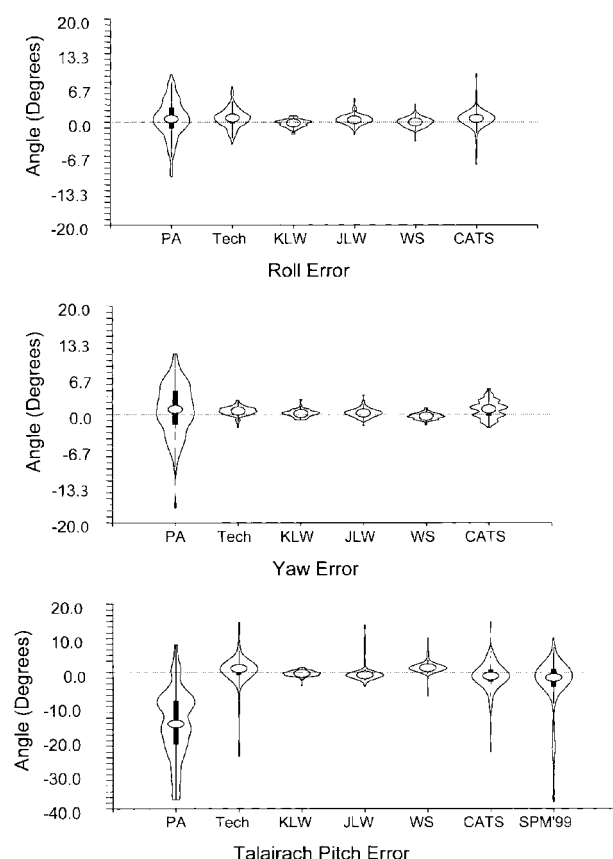 Angle (Degrees)
20.0
13.3
6.7
0.0
-6.7
-13.3
-20.0
PA Tech KLW JLW WS CATS
Roll Error
Angle (Degrees)
20.0
13.3
6.7
0.0
-6.7
-13.3
-20.0
PA Tech KLW JLW WS CATS
Yaw Error
Angle (Degrees)
20.0
10.0
0.0
-10.0
-20.0
-30.0
-40.0
PA Tech KLW JLW WS CATS SPM'99
Talairach Pitch Error